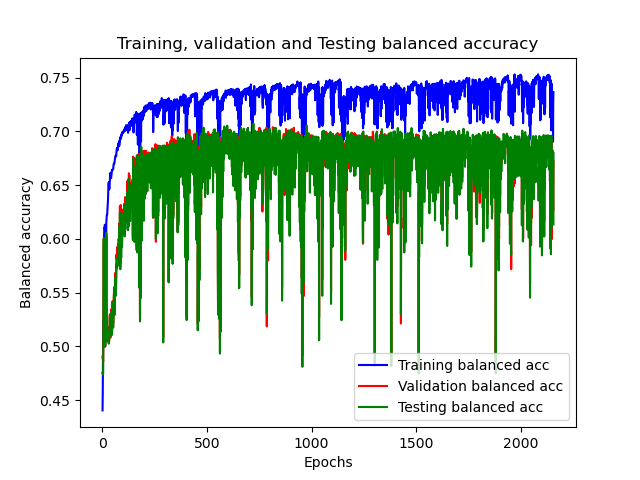 Training, validation and Testing balanced accuracy
Balanced accuracy
0.75
0.70
0.65
0.60
0.55
0.50
0.45
Training balanced acc
Validation balanced acc
Testing balanced acc
0
500
1000
1500
2000
Epochs